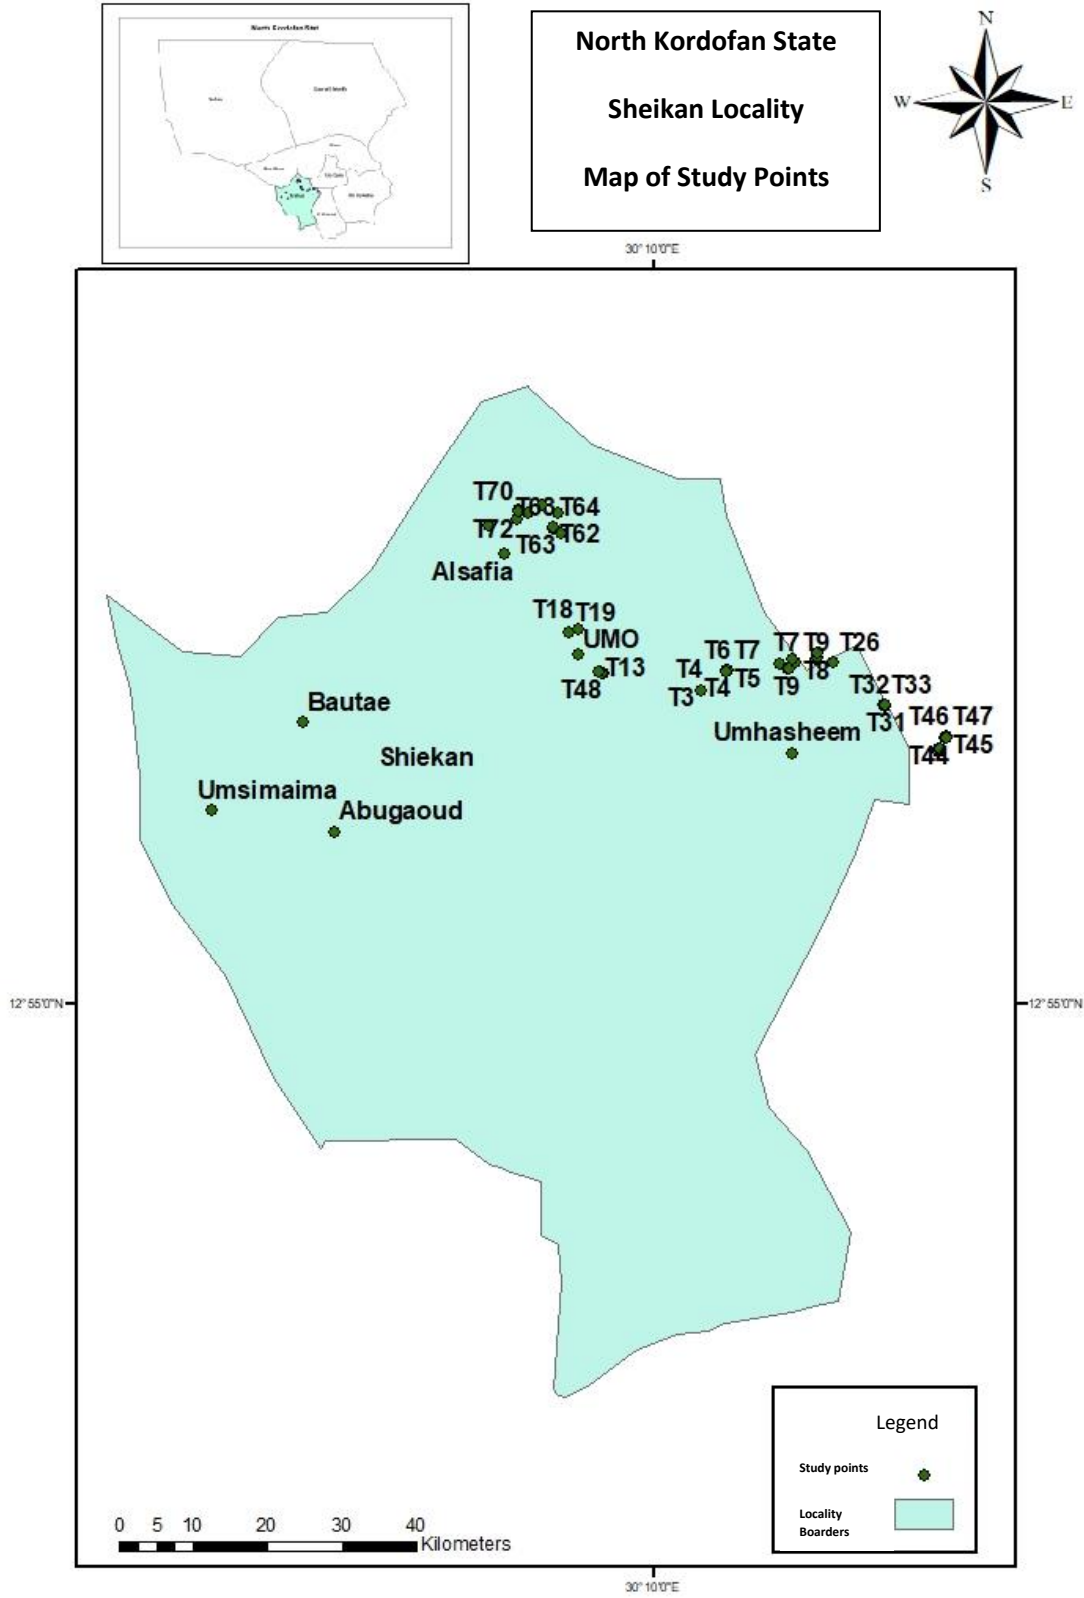 North Kordofan State
North Kordofan State
Sheikan Locality
Map of Study Points
N
W
E
S
30°10'0"E
T70
T64
T72
T63
T62
Alsafia
T18
T19
UMO
T13
T48
T6
T7
T7
T9
T26
T4
T5
T8
T3
T4
T9
T32
T33
T31
T46
T47
T45
T44
Umhasheem
Bautae
Shiekan
Umsimaima
Abugaoud
12°55'0"N
12°55'0"N
Legend
Study points
Locality
Boarders
0 5 10 20 30 40
Kilometers
30°10'0"E